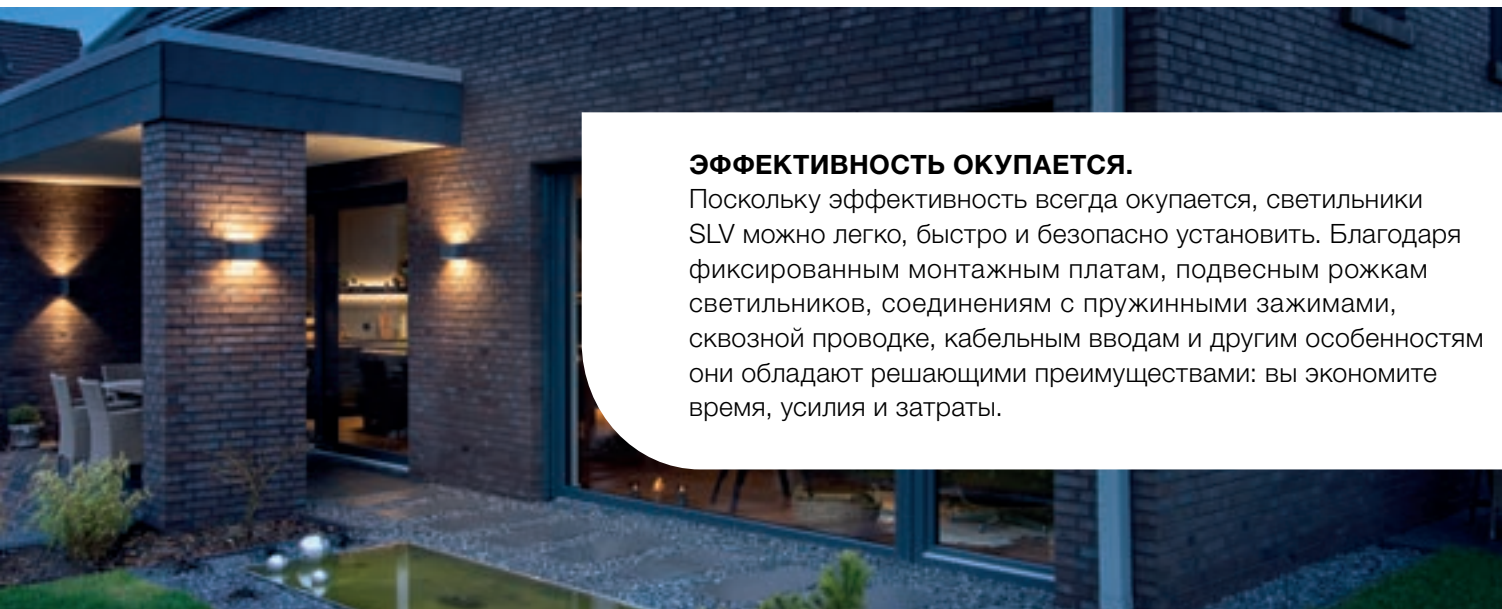 ЭФФЕКТИВНОСТЬ ОКУПАЕТСЯ.
Поскольку эффективность всегда окупается, светильники
SLV можно легко, быстро и безопасно установить. Благодаря
фиксированным монтажным платам, подвесным рожкам
светильников, соединениям с пружинными зажимами,
сквозной проводке, кабельным вводам и другим особенностям
они обладают решающими преимуществами: вы экономите
время, усилия и затраты.